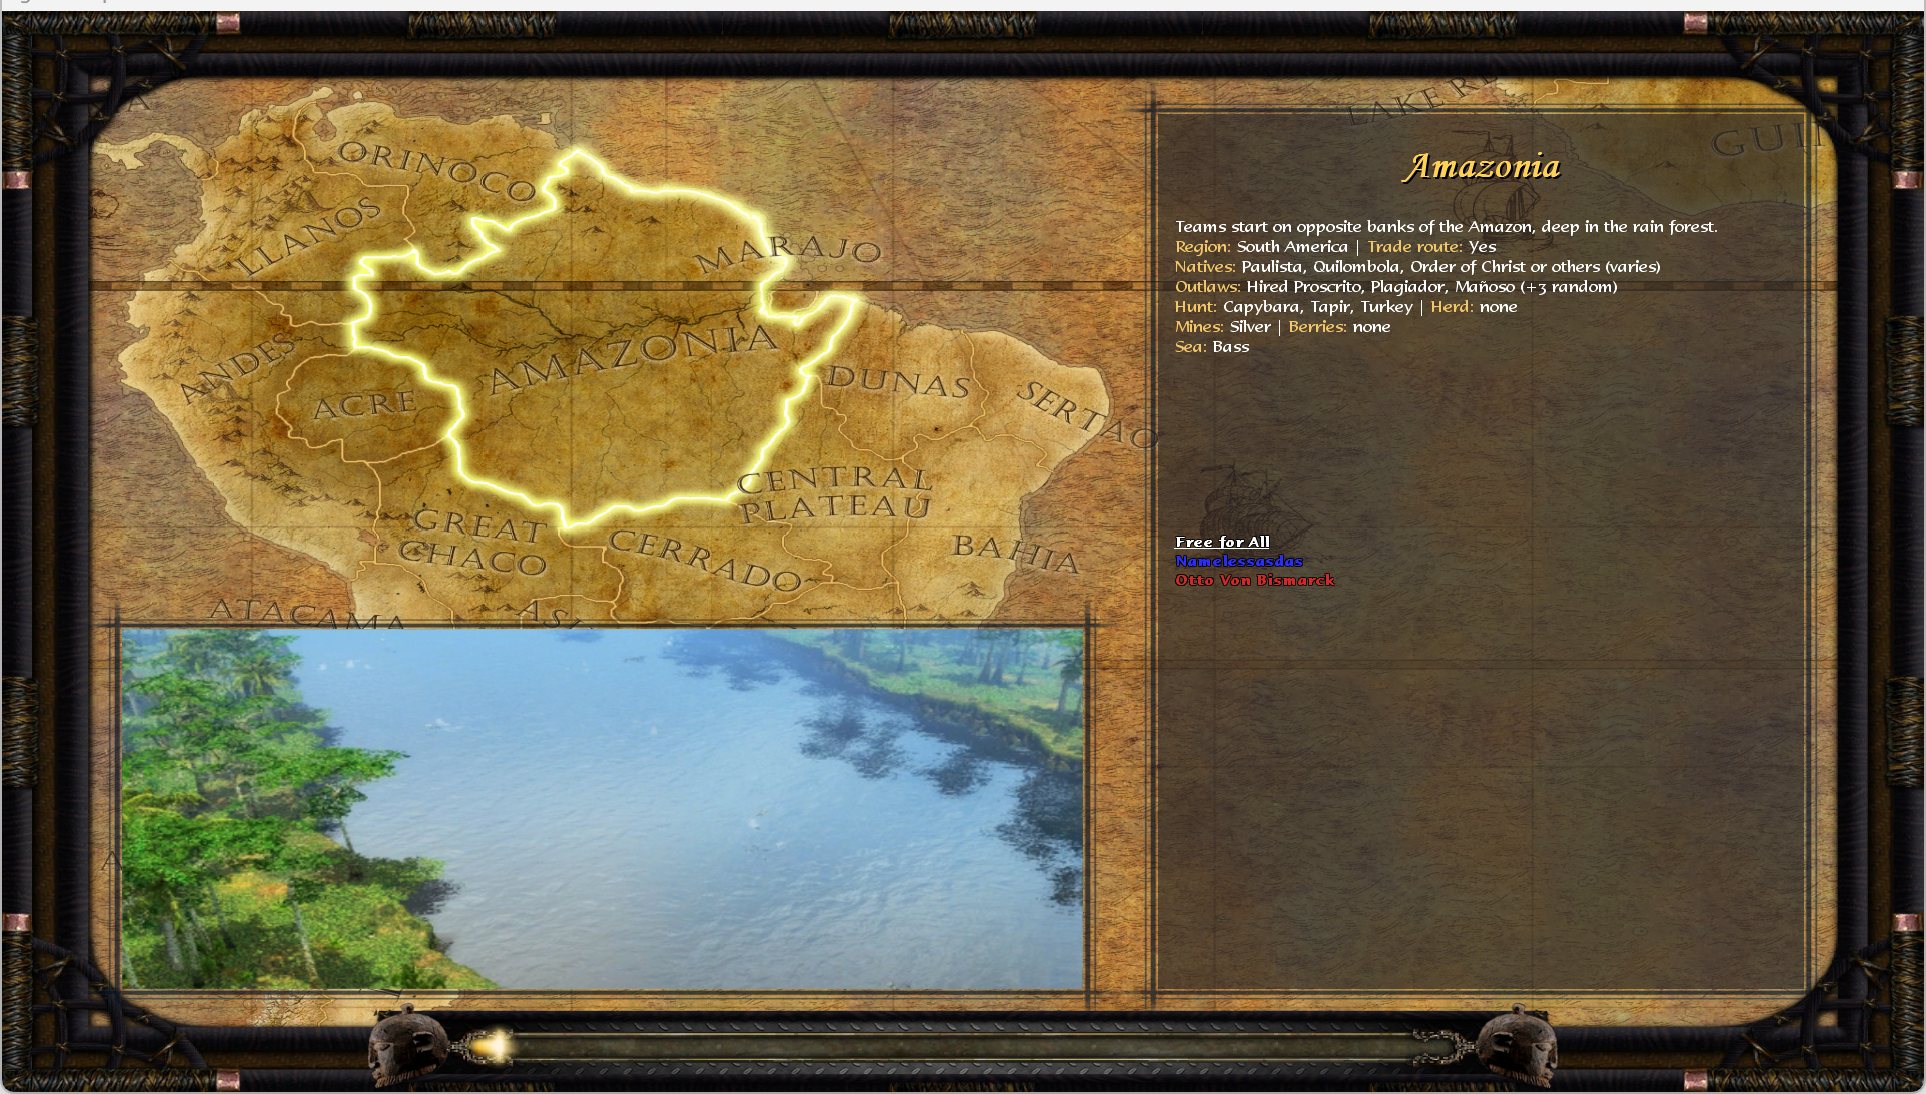 LAKE RE
GUI
ORINOCO
LLANOS
MARAJO
AMAZONIA
ANDES
ACRE
DUNAS
SERTAO
CENTRAL
PLATEAU
GREAT
CHACO
CERRADO
BAHIA
ATACAMA
Amazonia
Teams start on opposite banks of the Amazon, deep in the rain forest.
Region: South America | Trade route: Yes
Natives: Paulista, Quilombola, Order of Christ or others (varies)
Outlaws: Hired Proscrito, Plagiador, Mañoso (+3 random)
Hunt: Capybara, Tapir, Turkey | Herd: none
Mines: Silver | Berries: none
Sea: Bass
Free for All
Namelessasdas
Otto Von Bismarck